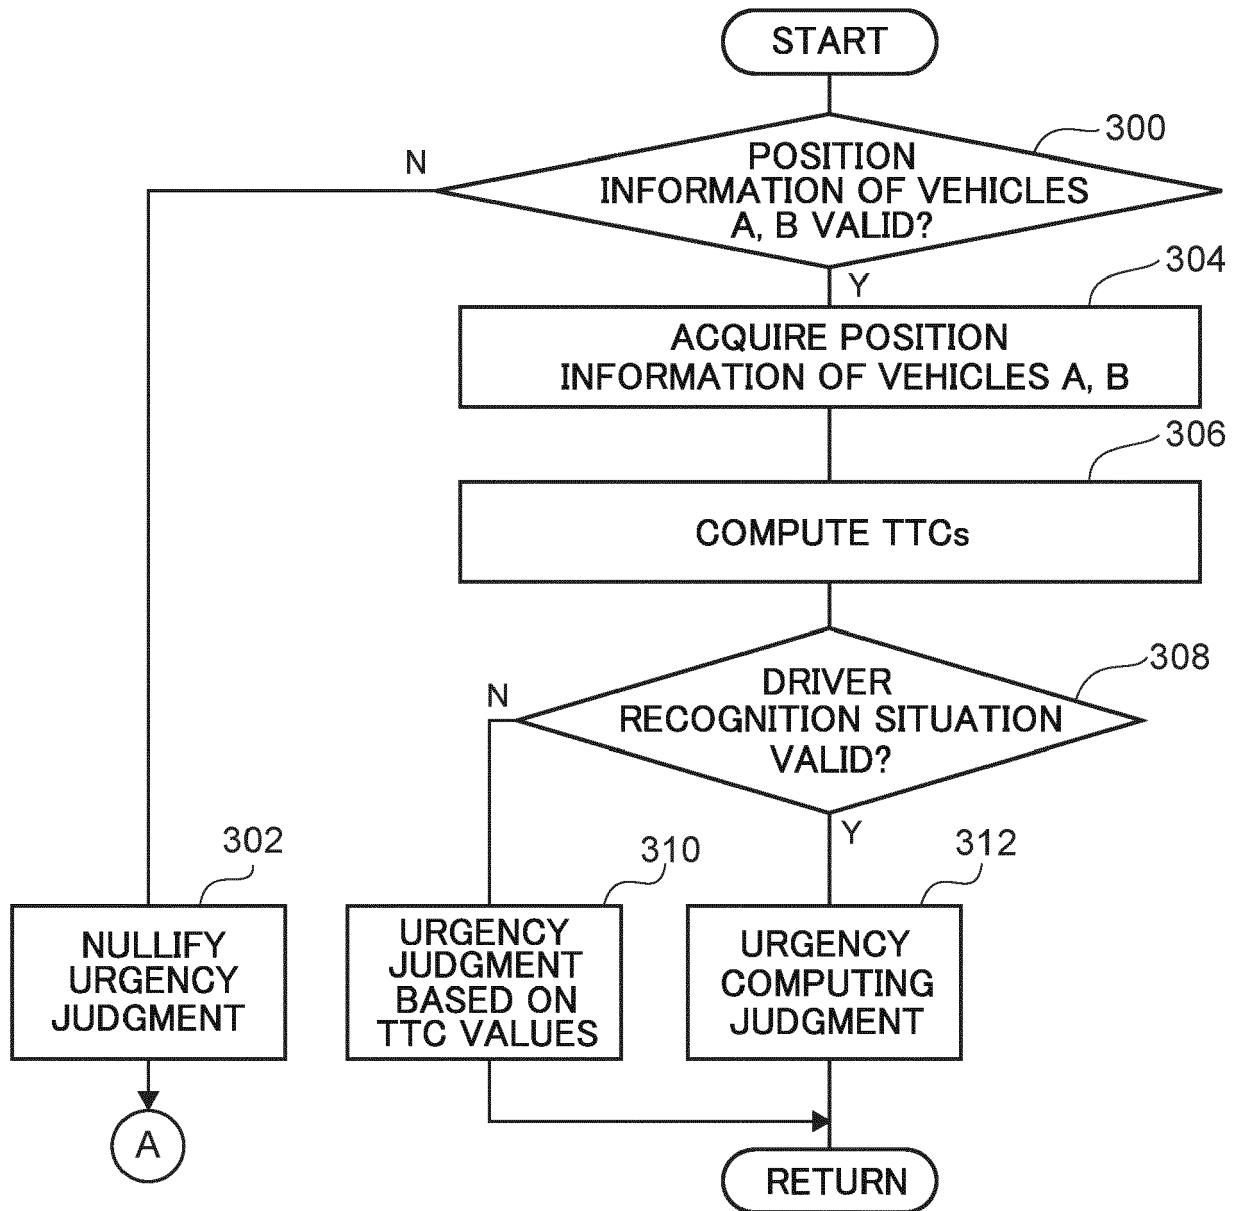 START
300
N
POSITION
INFORMATION OF VEHICLES
A, B VALID?
Y
304
ACQUIRE POSITION
INFORMATION OF VEHICLES A, B
306
COMPUTE TTCs
308
N
DRIVER
RECOGNITION SITUATION
VALID?
Y
302
NULLIFY
URGENCY
JUDGMENT
310
URGENCY
JUDGMENT
BASED ON
TTC VALUES
312
URGENCY
COMPUTING
JUDGMENT
A
RETURN